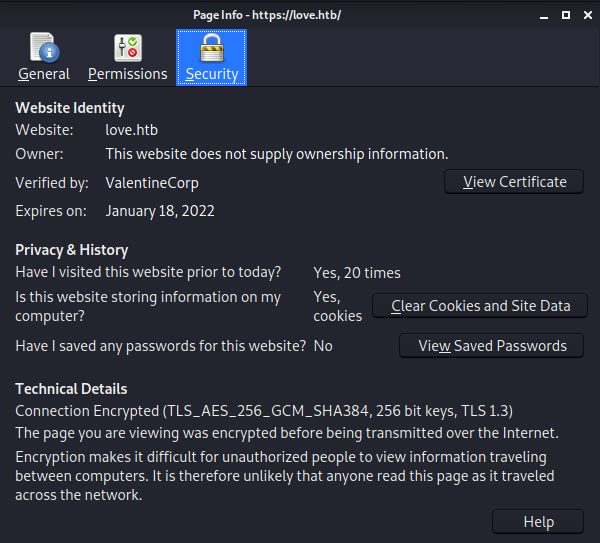 Page Info - https://love.htb/
General Permissions Security
Website Identity
Website: love.htb
Owner: This website does not supply ownership information.
Verified by: ValentineCorp View Certificate
Expires on: January 18, 2022
Privacy & History
Have I visited this website prior to today? Yes, 20 times
Is this website storing information on my
computer?
Yes,
cookies
Clear Cookies and Site Data
Have I saved any passwords for this website? No View Saved Passwords
Technical Details
Connection Encrypted (TLS_AES_256_GCM_SHA384, 256 bit keys, TLS 1.3)
The page you are viewing was encrypted before being transmitted over the Internet.
Encryption makes it difficult for unauthorized people to view information traveling
between computers. It is therefore unlikely that anyone read this page as it traveled
across the network.
Help